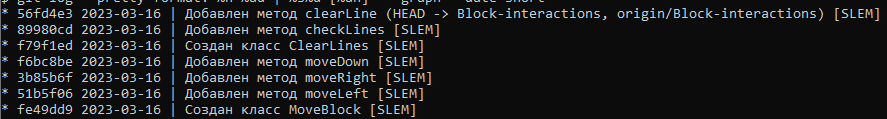 * 56fd4e3 2023-03-16 | Добавлен метод clearLine (HEAD -> Block-interactions, origin/Block-interactions) [SLEM]
* 89980cd 2023-03-16 | Добавлен метод checkLines [SLEM]
* f79f1ed 2023-03-16 | Создан класс ClearLines [SLEM]
* f6bc8be 2023-03-16 | Добавлен метод moveDown [SLEM]
* 3b85b6f 2023-03-16 | Добавлен метод moveRight [SLEM]
* 51b5f06 2023-03-16 | Добавлен метод moveLeft [SLEM]
* fe49dd9 2023-03-16 | Создан класс MoveBlock [SLEM]